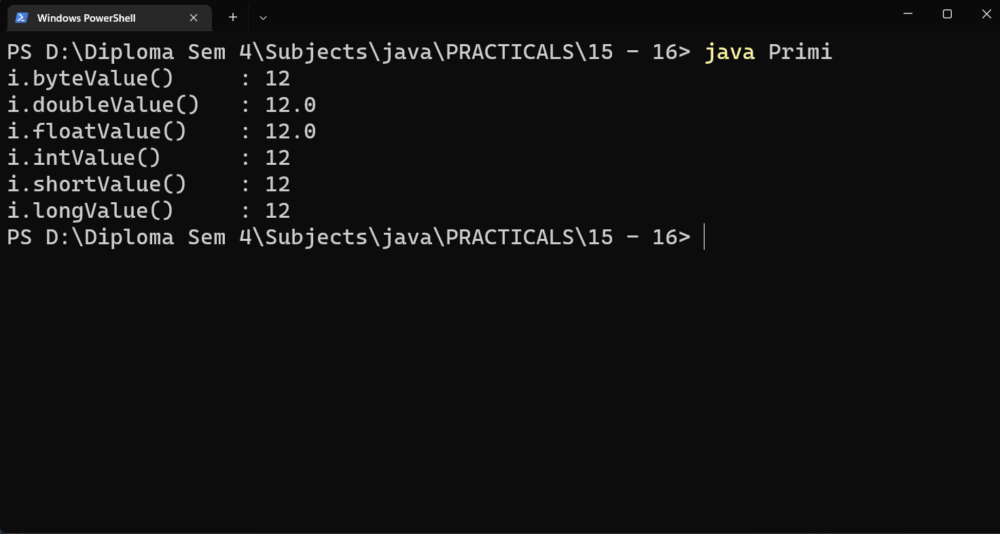 Windows PowerShell
PS D:\Diploma Sem 4\Subjects\java\PRACTICALS\15 - 16> java Primi
i.byteValue()     : 12
i.doubleValue()   : 12.0
i.floatValue()    : 12.0
i.intValue()      : 12
i.shortValue()    : 12
i.longValue()     : 12
PS D:\Diploma Sem 4\Subjects\java\PRACTICALS\15 - 16>